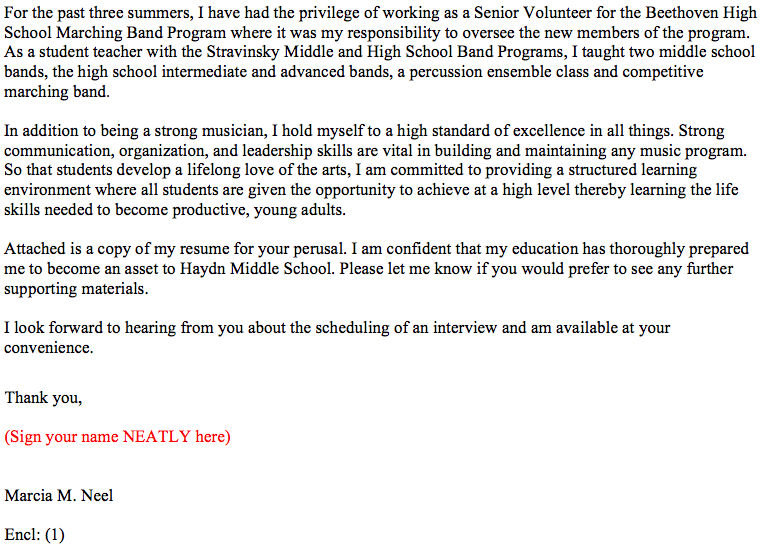 For the past three summers, I have had the privilege of working as a Senior Volunteer for the Beethoven High
School Marching Band Program where it was my responsibility to oversee the new members of the program.
As a student teacher with the Stravinsky Middle and High School Band Programs, I taught two middle school
bands, the high school intermediate and advanced bands, a percussion ensemble class and competitive
marching band.
In addition to being a strong musician, I hold myself to a high standard of excellence in all things. Strong
communication, organization, and leadership skills are vital in building and maintaining any music program.
So that students develop a lifelong love of the arts, I am committed to providing a structured learning
environment where all students are given the opportunity to achieve at a high level thereby learning the life
skills needed to become productive, young adults.
Attached is a copy of my resume for your perusal. I am confident that my education has thoroughly prepared
me to become an asset to Haydn Middle School. Please let me know if you would prefer to see any further
supporting materials.
I look forward to hearing from you about the scheduling of an interview and am available at your
convenience.
Thank you,
(Sign your name NEATLY here)
Marcia M. Neel
Encl: (1)